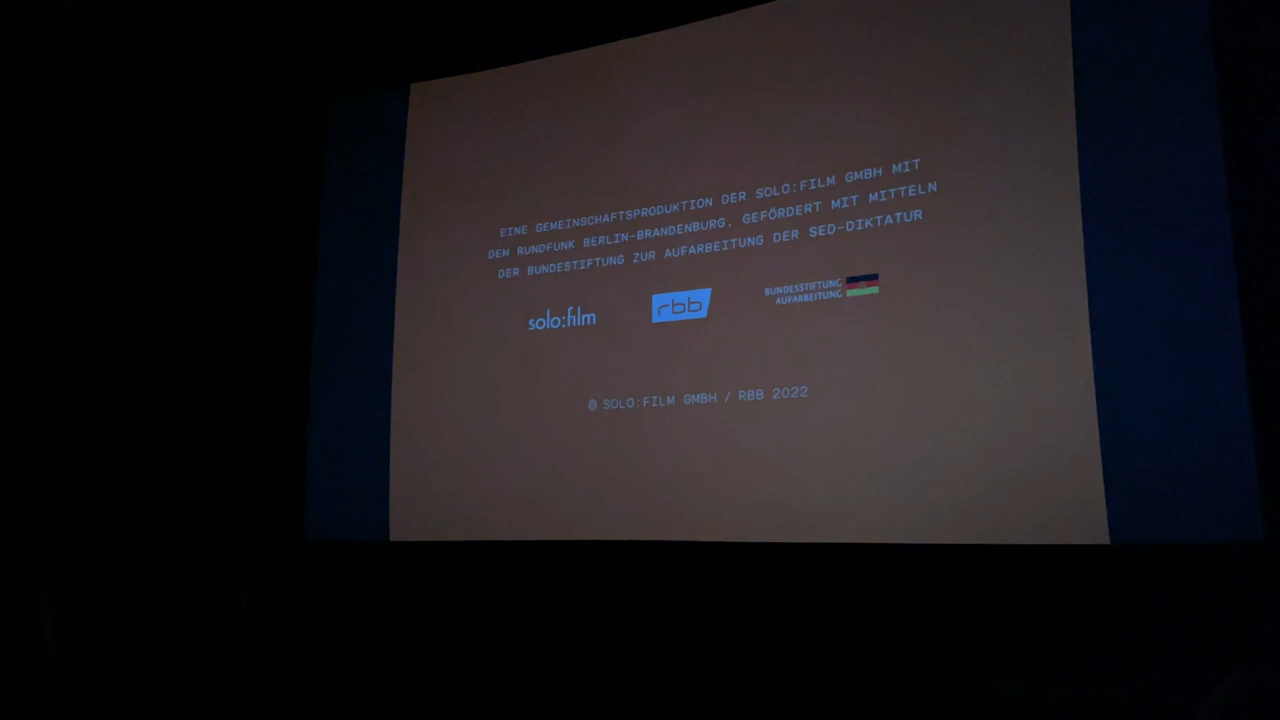 EINE GEMEINSCHAFTSPRODUKTION DER SOLO:FILM GMBH MIT
DEM RUNDFUNK BERLIN-BRANDENBURG, GEFÖRDERT MIT MITTELN
DER BUNDESTIFTUNG ZUR AUFARBEITUNG DER SED-DIKTATUR
solo:film
rbb
BUNDESSTIFTUNG
AUFARBEITUNG
© SOLO:FILM GMBH / RBB 2022